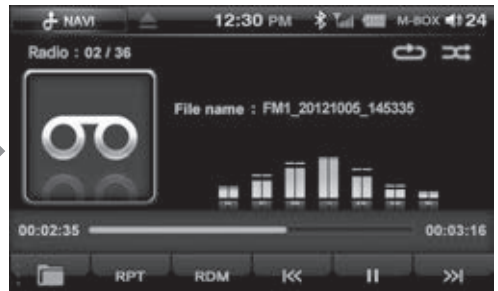 NAVI 12:30 PM M-BOX 24
Radio : 02 / 36
File name : FM1_20121005_145335
00:02:35 00:03:16
RPT RDM